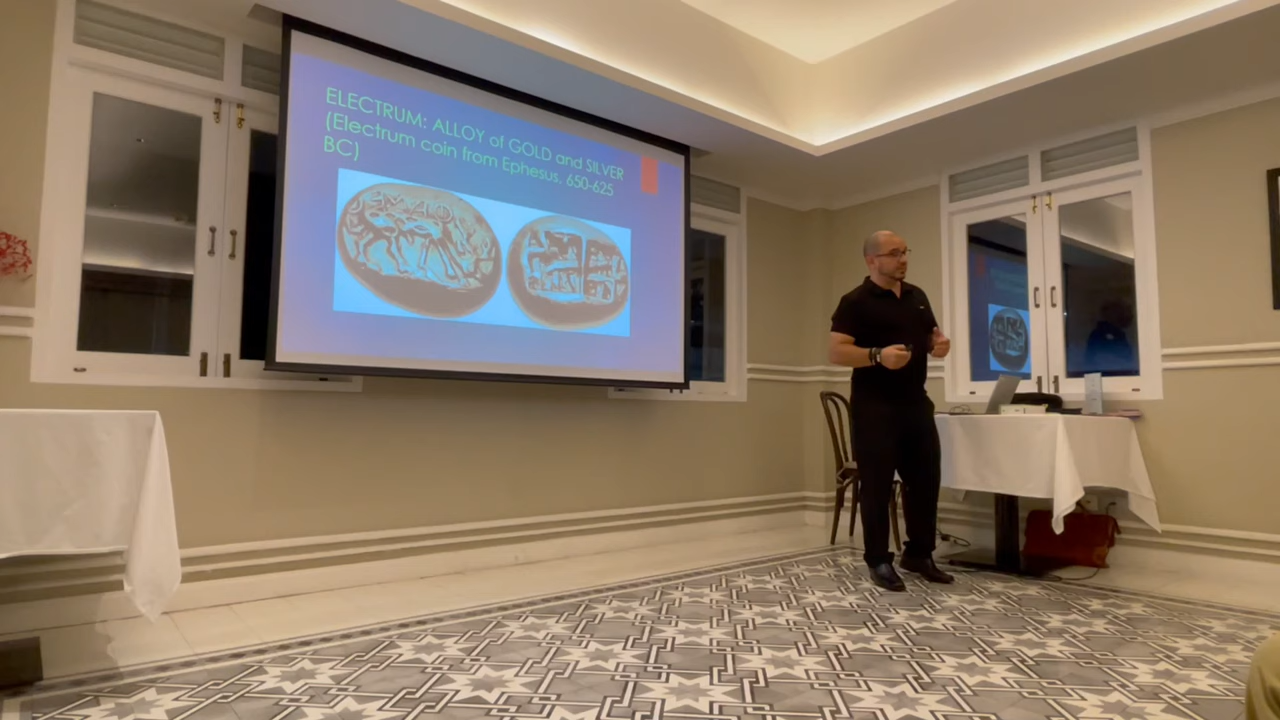 ELECTRUM: ALLOY of GOLD and SILVER
(Electrum coin from Ephesus. 650-625
BC)